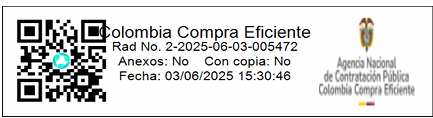 Colombia Compra Eficiente
Rad No. 2-2025-06-03-005472
Anexos: No Con copia: No
Fecha: 03/06/2025 15:30:46
Agencia Nacional
de Contratación Pública
Colombia Compra Eficiente